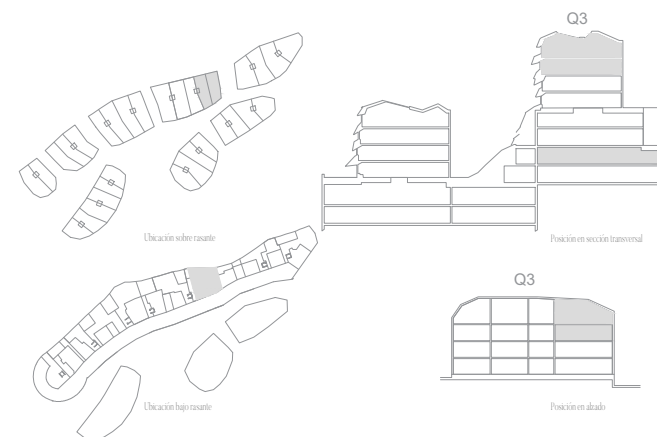 Q3
Ubicación sobre rasante
Posición en sección transversal
Q3
Ubicación bajo rasante
Posición en alzado